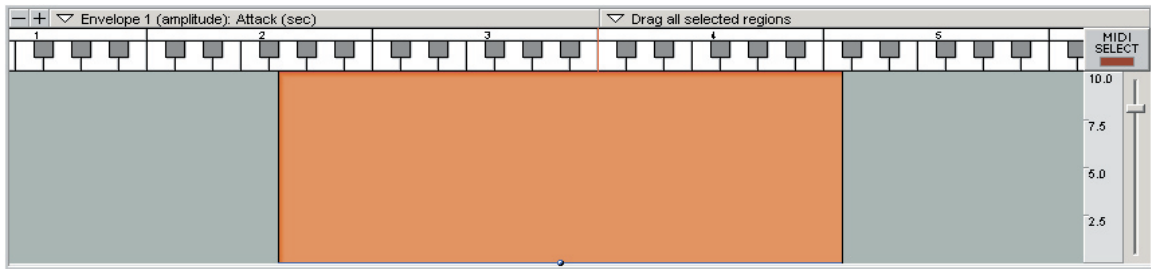 − + ▽ Envelope 1 (amplitude): Attack (sec) ▽ Drag all selected regions
1 2 3 4 5
MIDI
SELECT
10.0
7.5
5.0
2.5